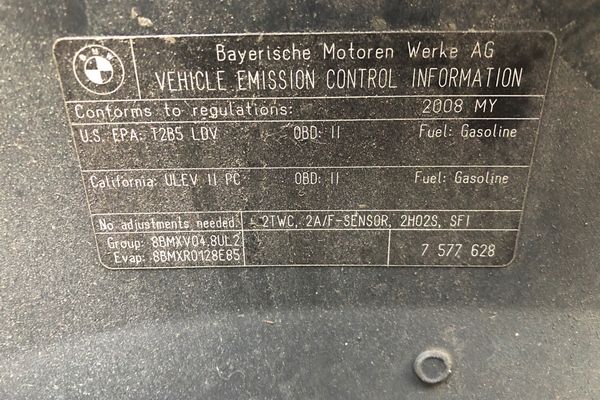 BMW
Bayerische Motoren Werke AG
VEHICLE EMISSION CONTROL INFORMATION
Conforms to regulations: 2008 MY
U.S. EPA: T2B5 LDV OBD: II Fuel: Gasoline
California: ULEV II PC OBD: II Fuel: Gasoline
No adjustments needed. 2TWC, 2A/F-SENSOR, 2HO2S, SFI
Group: 8BMXV04.8UL2
Evap: 8BMXR0128E85 7 577 628